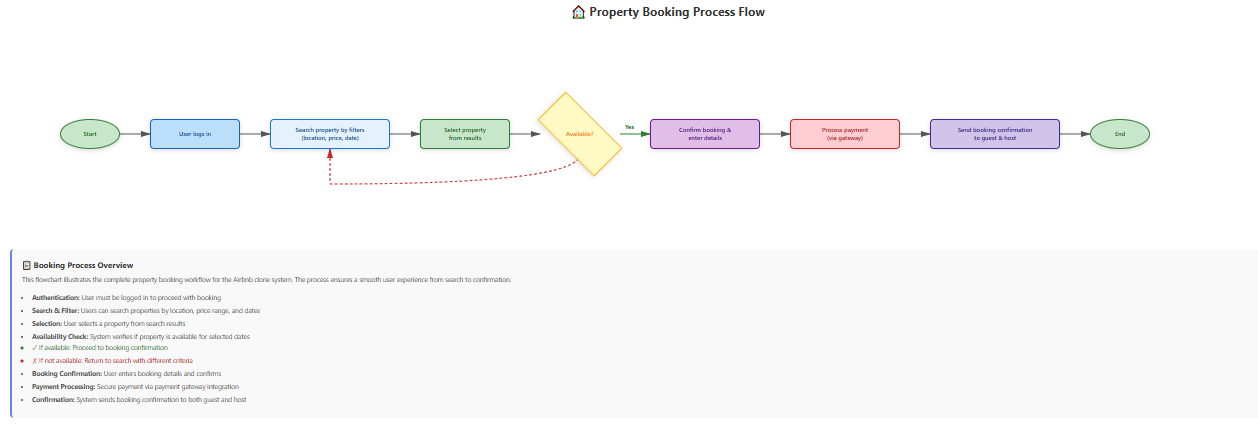 🏠 Property Booking Process Flow
Start
User logs in
Search property by filters
(location, price, date)
Select property
from results
Available?
Yes
Confirm booking &
enter details
Process payment
(via gateway)
Send booking confirmation
to guest & host
End
📋 Booking Process Overview
This flowchart illustrates the complete property booking workflow for the Airbnb clone system. The process ensures a smooth user experience from search to confirmation.
• Authentication: User must be logged in to proceed with booking
• Search & Filter: Users can search properties by location, price range, and dates
• Selection: User selects a property from search results
• Availability Check: System verifies if property is available for selected dates
• ✓ If available: Proceed to booking confirmation
• ✗ If not available: Return to search with different criteria
• Booking Confirmation: User enters booking details and confirms
• Payment Processing: Secure payment via payment gateway integration
• Confirmation: System sends booking confirmation to both guest and host